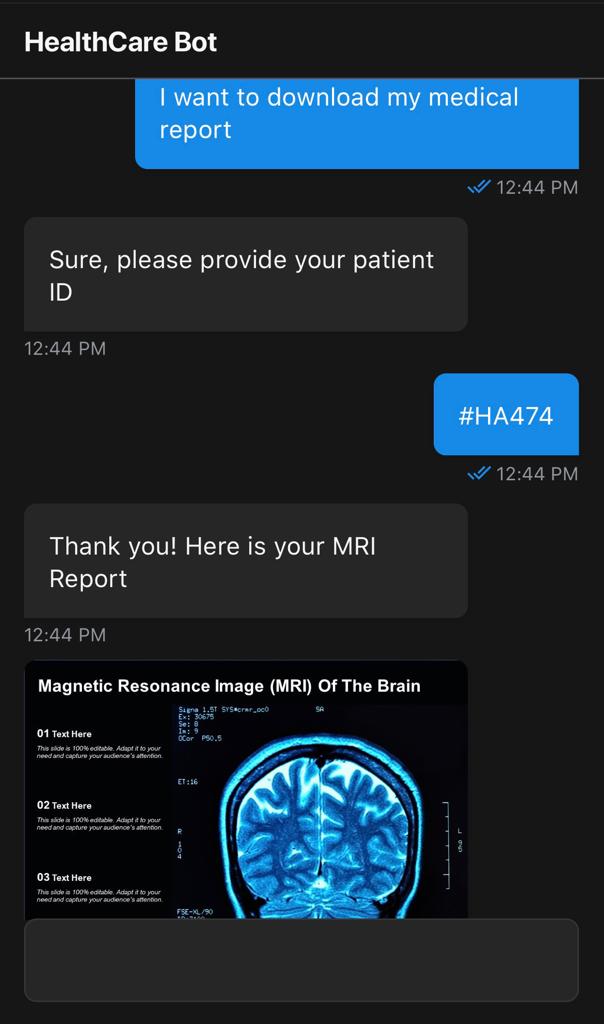 HealthCare Bot
I want to download my medical
report
12:44 PM
Sure, please provide your patient
ID
12:44 PM
#HA474
12:44 PM
Thank you! Here is your MRI
Report
12:44 PM
Magnetic Resonance Image (MRI) Of The Brain
01 Text Here
This slide is 100% editable. Adapt it to your
need and capture your audience's attention.
02 Text Here
This slide is 100% editable. Adapt it to your
need and capture your audience's attention.
03 Text Here
This slide is 100% editable. Adapt it to your
need and capture your audience's attention.
Signa 1.5T
SA
Ex: 30675
Se: 8
Im: 9
OCor P50.5
ET:16
R
1
0
4
L
FSE-XL/90